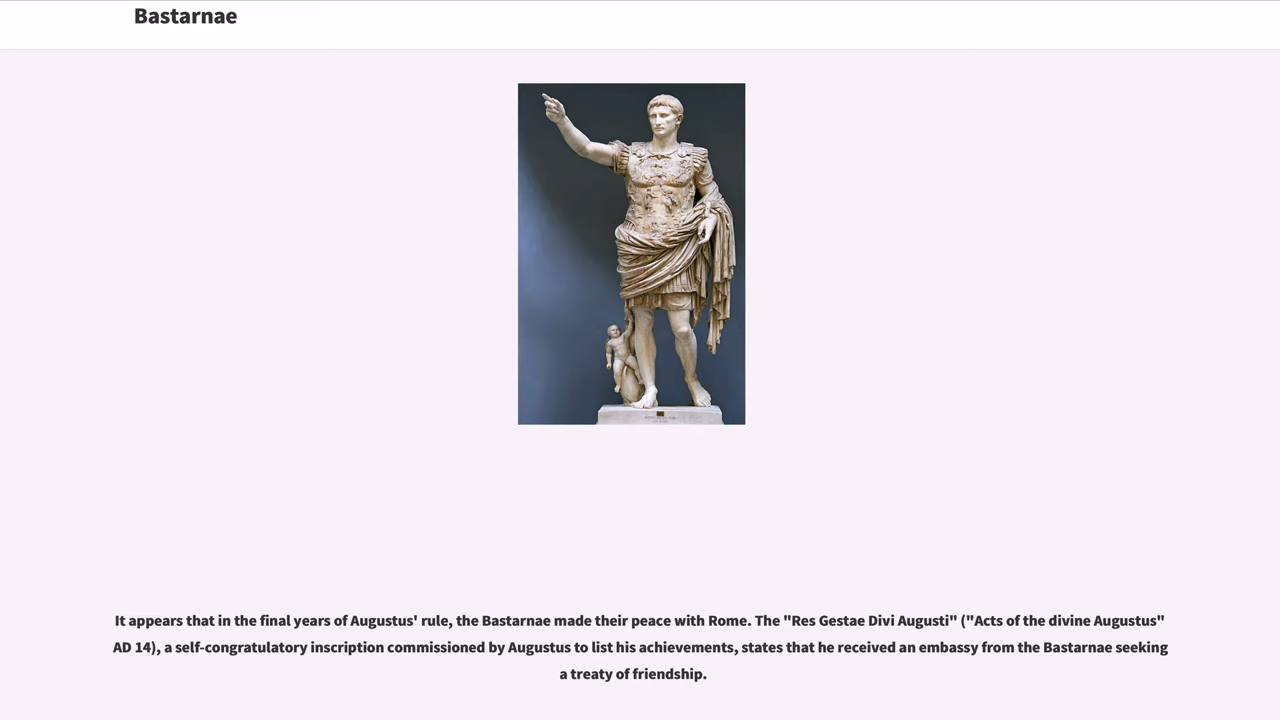 Bastarnae
It appears that in the final years of Augustus' rule, the Bastarnae made their peace with Rome. The "Res Gestae Divi Augusti" ("Acts of the divine Augustus"
AD 14), a self-congratulatory inscription commissioned by Augustus to list his achievements, states that he received an embassy from the Bastarnae seeking
a treaty of friendship.